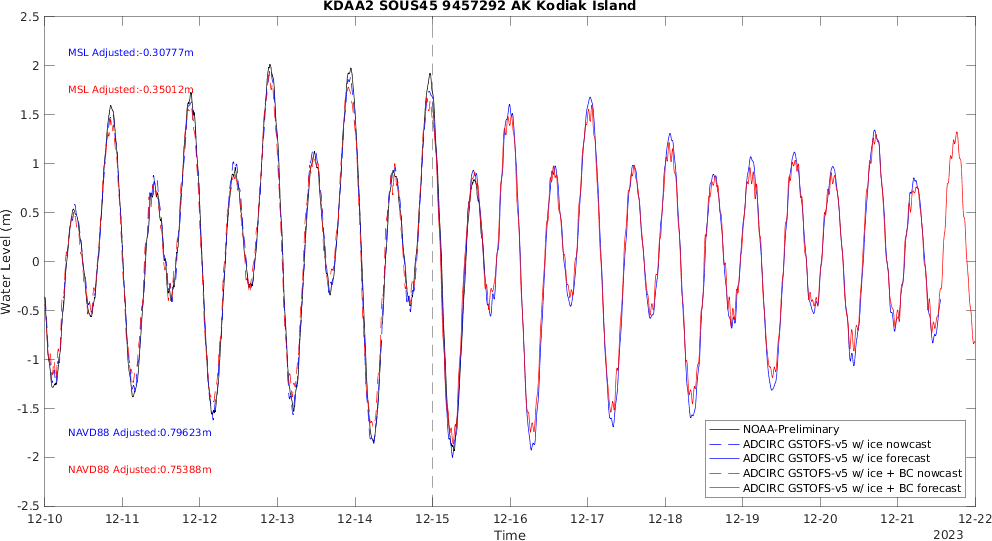 KDAA2 SOUS45 9457292 AK Kodiak Island
2.5
2
1.5
1
0.5
0
-0.5
-1
-1.5
-2
-2.5
Water Level (m)
MSL Adjusted:-0.30777m
MSL Adjusted:-0.35012m
NAVD88 Adjusted:0.79623m
NAVD88 Adjusted:0.75388m
NOAA-Preliminary
ADCIRC GSTOFS-v5 w/ ice nowcast
ADCIRC GSTOFS-v5 w/ ice forecast
ADCIRC GSTOFS-v5 w/ ice + BC nowcast
ADCIRC GSTOFS-v5 w/ ice + BC forecast
12-10 12-11 12-12 12-13 12-14 12-15 12-16 12-17 12-18 12-19 12-20 12-21 12-22
Time
2023